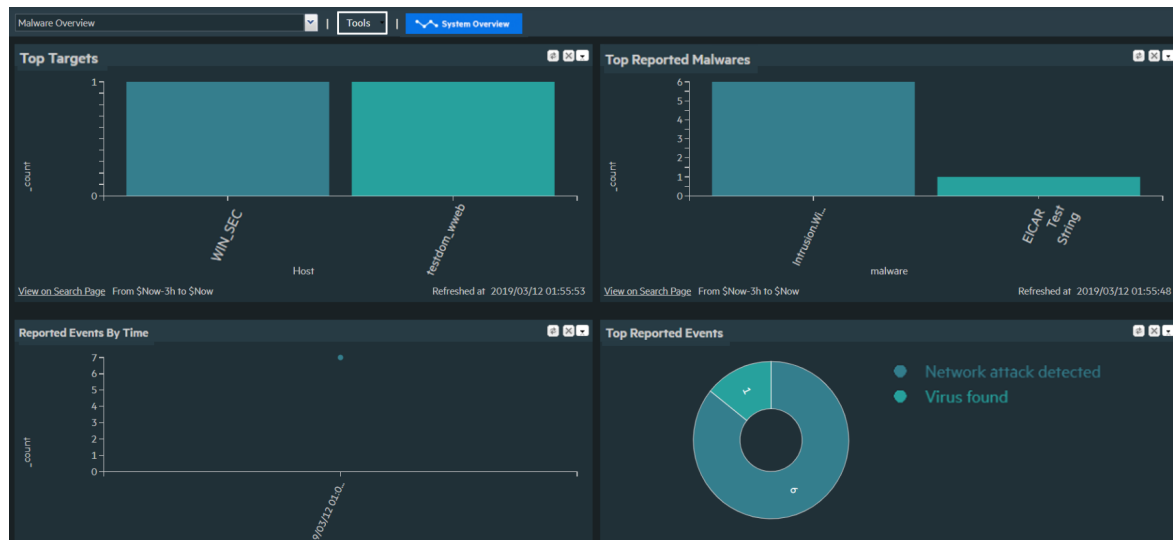 Malware Overview | Tools | System Overview
Top Targets
1
0
_count
WIN_SEC
testdom_wweb
Host
View on Search Page From $Now-3h to $Now Refreshed at 2019/03/12 01:55:53
Top Reported Malwares
6
5
4
3
2
1
0
_count
Intrusion.Wi...
EICAR Test String
malware
View on Search Page From $Now-3h to $Now Refreshed at 2019/03/12 01:55:48
Reported Events By Time
7
6
5
4
3
2
1
0
_count
9/03/12 01:0...
Top Reported Events
1
6
Network attack detected
Virus found